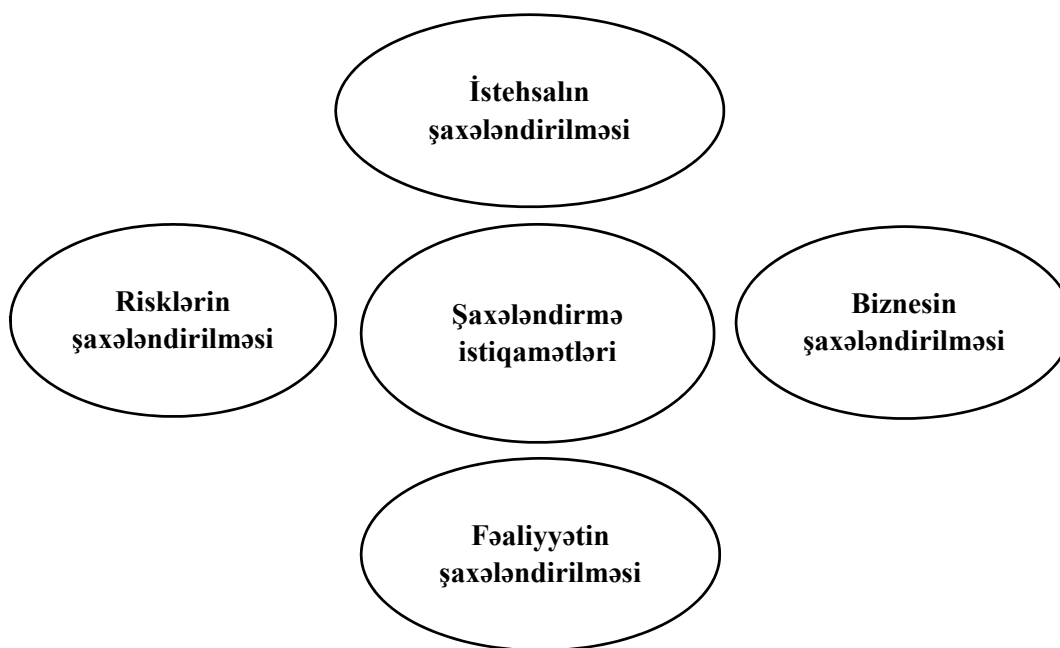 İstehsalın
şaxələndirilməsi
Risklərin
şaxələndirilməsi
Şaxələndirmə
istiqamətləri
Biznesin
şaxələndirilməsi
Fəaliyyətin
şaxələndirilməsi